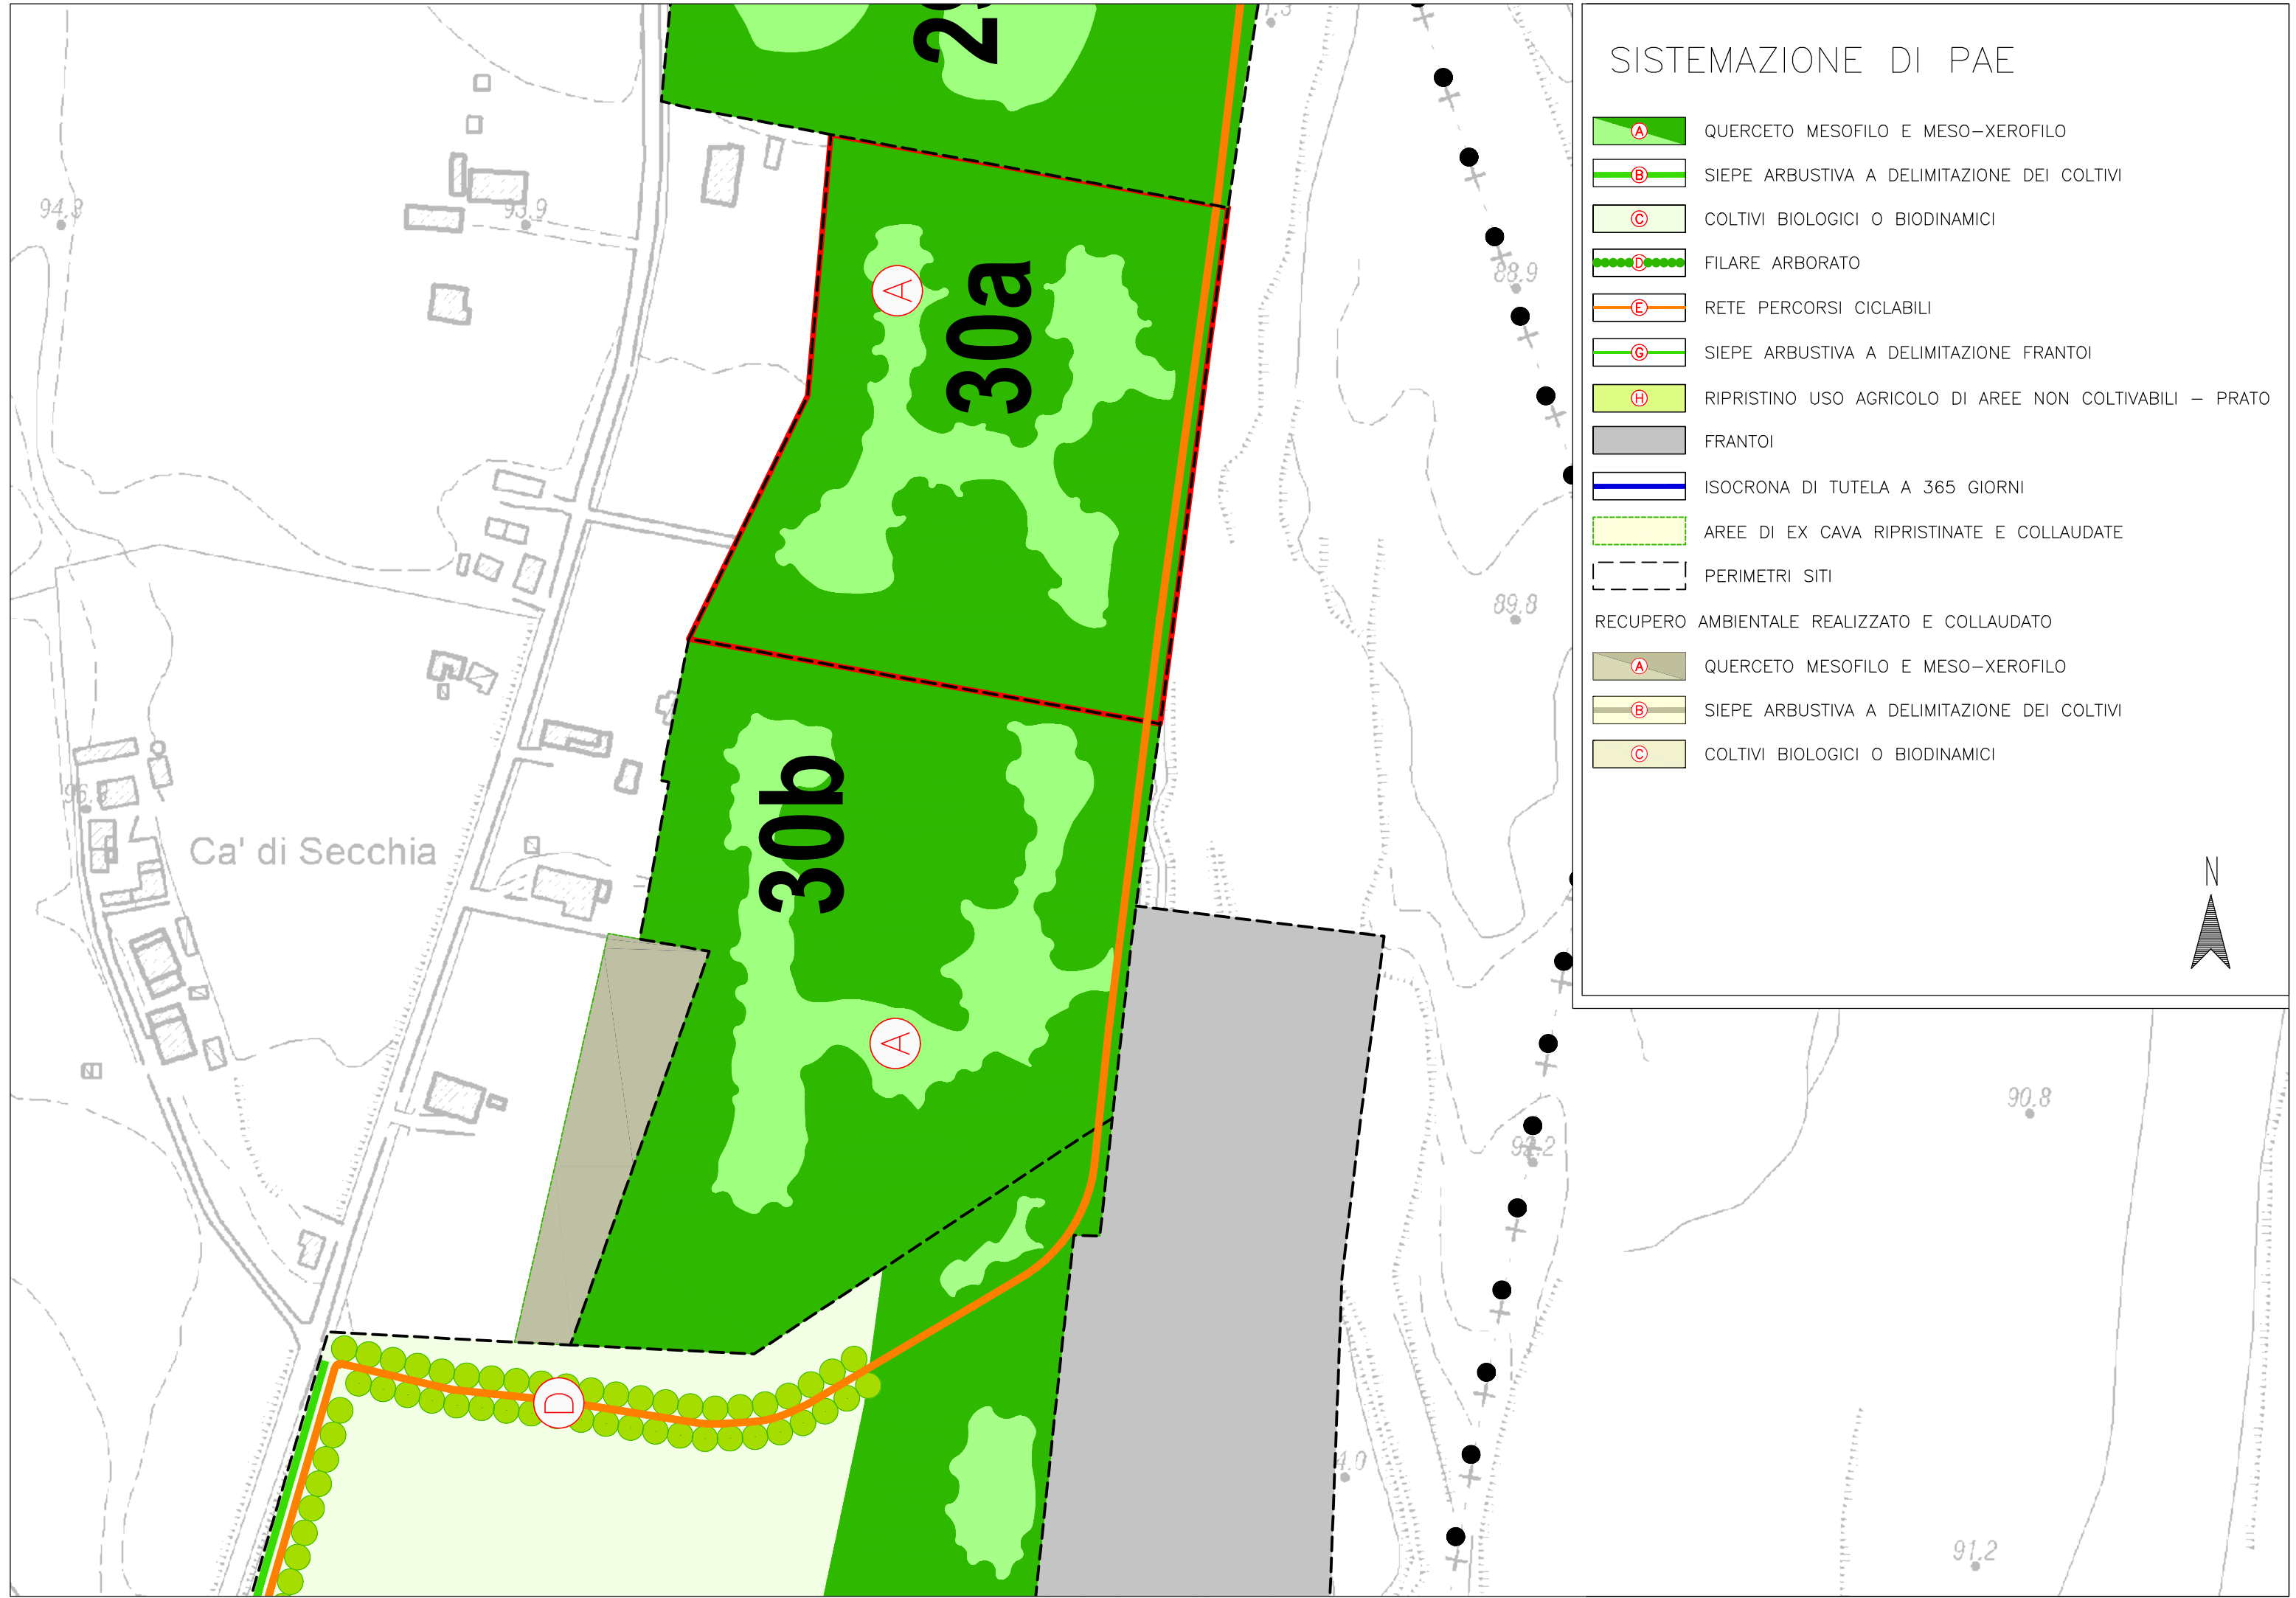 SISTEMAZIONE DI PAE
A QUERCETO MESOFILO E MESO-XEROFILO
B SIEPE ARBUSTIVA A DELIMITAZIONE DEI COLTIVI
C COLTIVI BIOLOGICI O BIODINAMICI
D FILARE ARBORATO
E RETE PERCORSI CICLABILI
G SIEPE ARBUSTIVA A DELIMITAZIONE FRANTOI
H RIPRISTINO USO AGRICOLO DI AREE NON COLTIVABILI – PRATO
FRANTOI
ISOCRONA DI TUTELA A 365 GIORNI
AREE DI EX CAVA RIPRISTINATE E COLLAUDATE
PERIMETRI SITI
RECUPERO AMBIENTALE REALIZZATO E COLLAUDATO
A QUERCETO MESOFILO E MESO-XEROFILO
B SIEPE ARBUSTIVA A DELIMITAZIONE DEI COLTIVI
C COLTIVI BIOLOGICI O BIODINAMICI
N
94.3
93.9
A
30a
88.9
89.8
30b
Ca' di Secchia
A
90.8
92.2
D
91.2